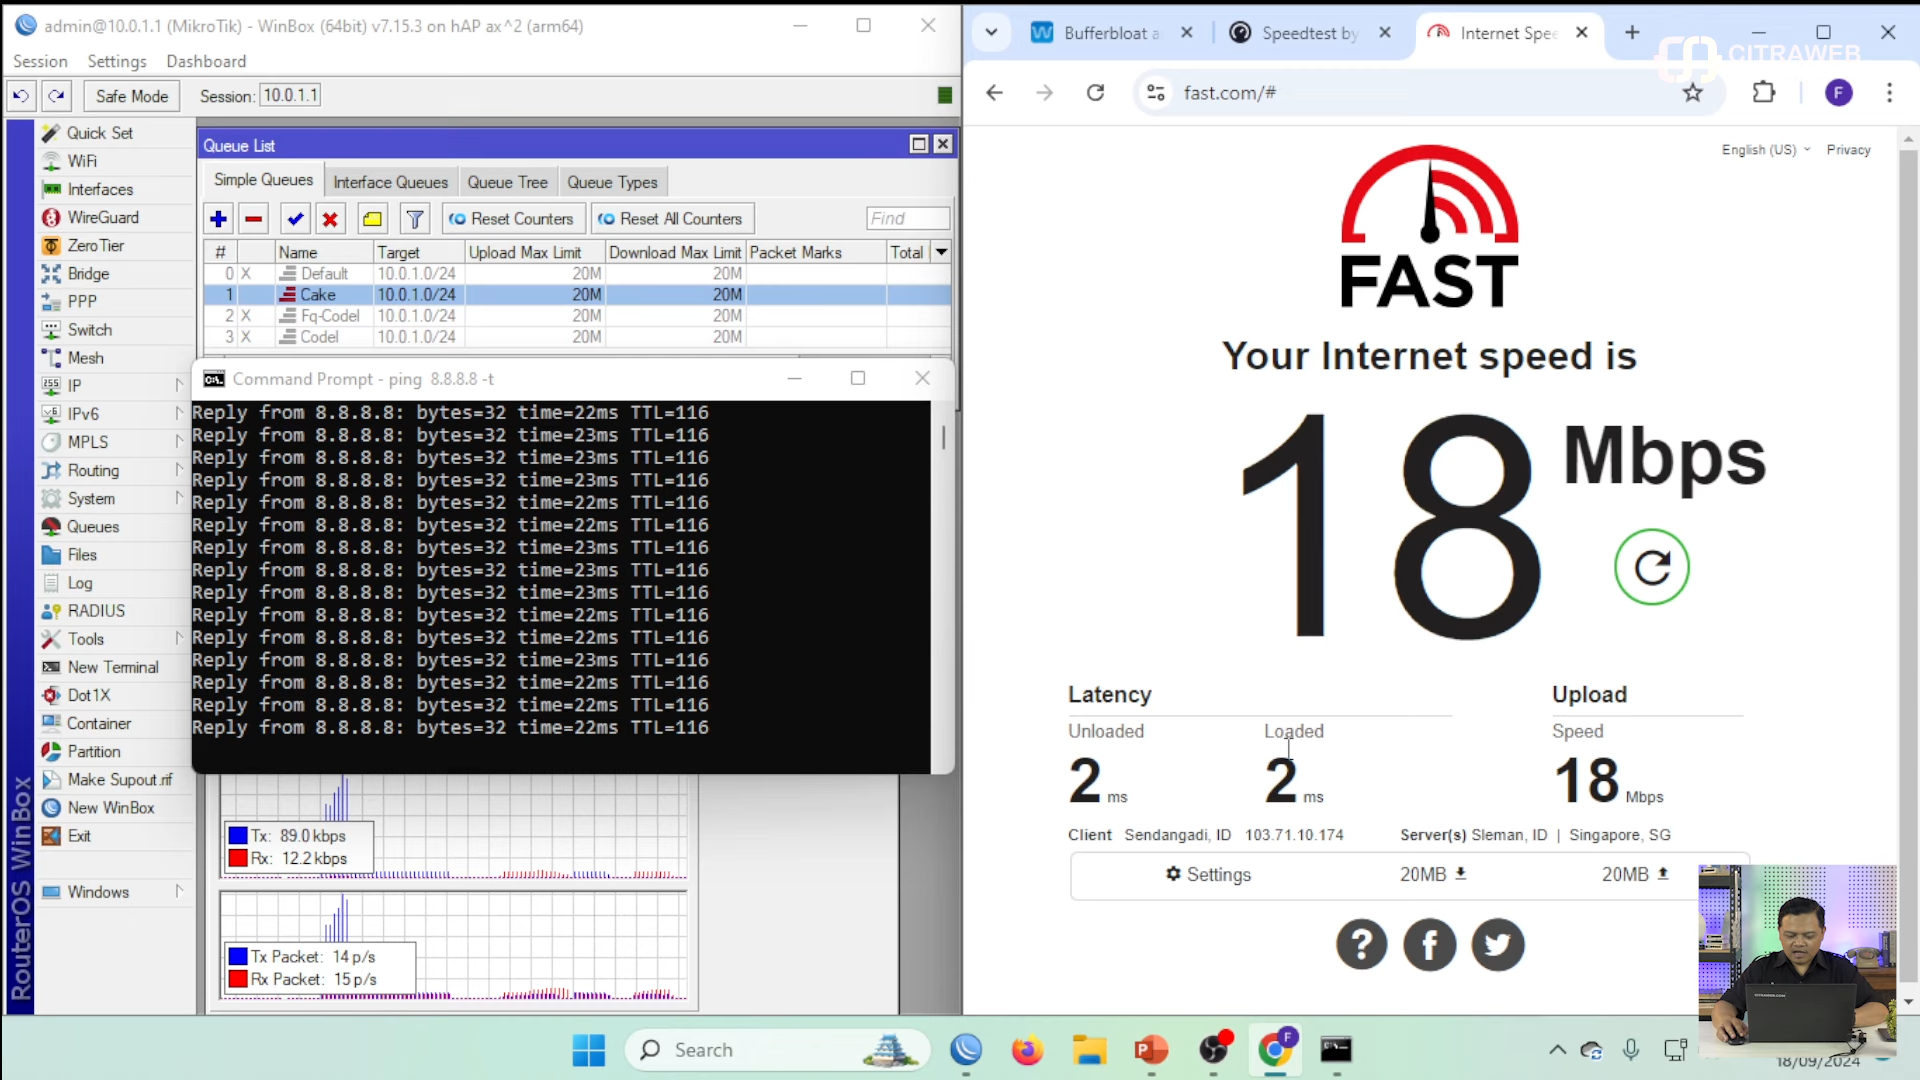 admin@10.0.1.1 (MikroTik) - WinBox (64bit) v7.15.3 on hAP ax^2 (arm64)
Session Settings Dashboard
Safe Mode Session: 10.0.1.1
Quick Set
WiFi
Interfaces
WireGuard
ZeroTier
Bridge
PPP
Switch
Mesh
IP
IPv6
MPLS
Routing
System
Queues
Files
Log
RADIUS
Tools
New Terminal
Dot1X
Container
Partition
Make Supout.rif
New WinBox
Exit
Windows
RouterOS WinBox
Queue List
Simple Queues Interface Queues Queue Tree Queue Types
Reset Counters Reset All Counters Find
# Name Target Upload Max Limit Download Max Limit Packet Marks Total
0 X Default 10.0.1.0/24 20M 20M
1 Cake 10.0.1.0/24 20M 20M
2 X Fq-Codel 10.0.1.0/24 20M 20M
3 X Codel 10.0.1.0/24 20M 20M
Command Prompt - ping 8.8.8.8 -t
Reply from 8.8.8.8: bytes=32 time=22ms TTL=116
Reply from 8.8.8.8: bytes=32 time=23ms TTL=116
Reply from 8.8.8.8: bytes=32 time=23ms TTL=116
Reply from 8.8.8.8: bytes=32 time=23ms TTL=116
Reply from 8.8.8.8: bytes=32 time=22ms TTL=116
Reply from 8.8.8.8: bytes=32 time=22ms TTL=116
Reply from 8.8.8.8: bytes=32 time=23ms TTL=116
Reply from 8.8.8.8: bytes=32 time=23ms TTL=116
Reply from 8.8.8.8: bytes=32 time=23ms TTL=116
Reply from 8.8.8.8: bytes=32 time=22ms TTL=116
Reply from 8.8.8.8: bytes=32 time=22ms TTL=116
Reply from 8.8.8.8: bytes=32 time=23ms TTL=116
Reply from 8.8.8.8: bytes=32 time=22ms TTL=116
Reply from 8.8.8.8: bytes=32 time=22ms TTL=116
Reply from 8.8.8.8: bytes=32 time=22ms TTL=116
Tx: 89.0 kbps
Rx: 12.2 kbps
Tx Packet: 14 p/s
Rx Packet: 15 p/s
Bufferbloat a Speedtest by Internet Spee
CITRAWEB
fast.com/#
F
English (US) Privacy
FAST
Your Internet speed is
18 Mbps
Latency Upload
Unloaded Loaded Speed
2 ms 2 ms 18 Mbps
Client Sendangadi, ID 103.71.10.174 Server(s) Sleman, ID | Singapore, SG
Settings 20MB 20MB
Search
F
18/09/2024